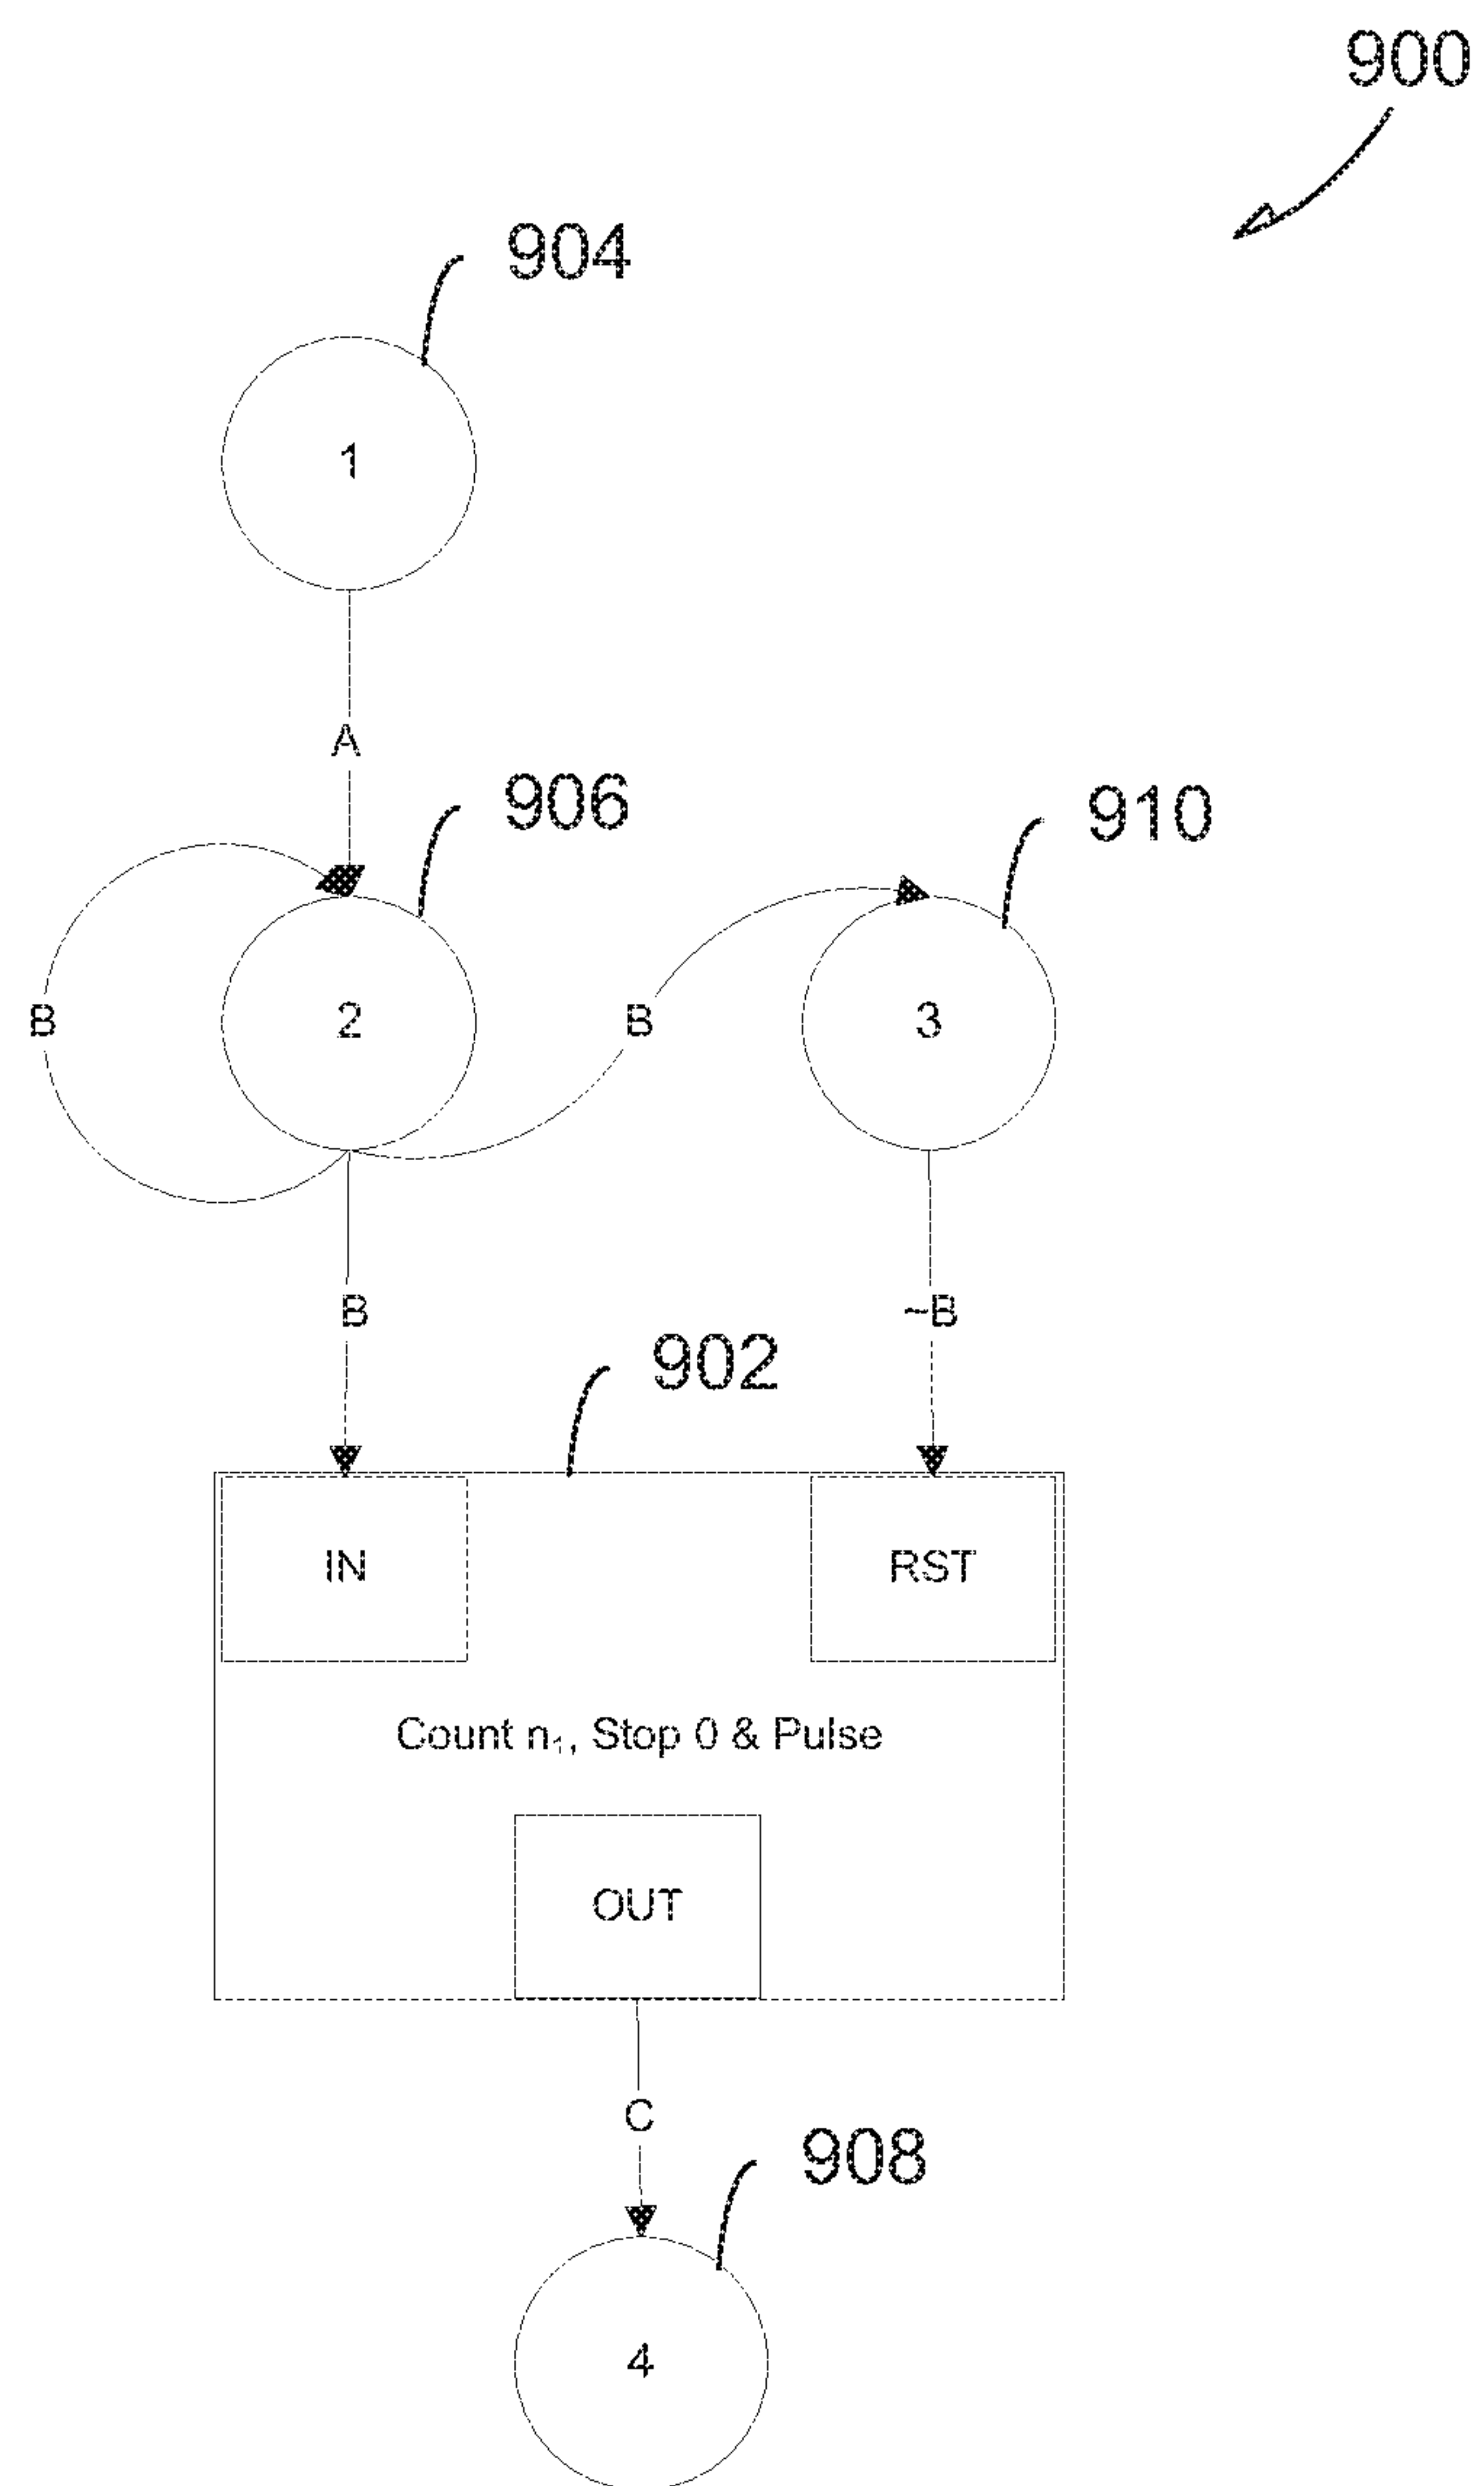 900
904
1
A
906
910
B
2
B
3
B
~B
902
IN
RST
Count n₁, Stop 0 & Pulse
OUT
C
908
4